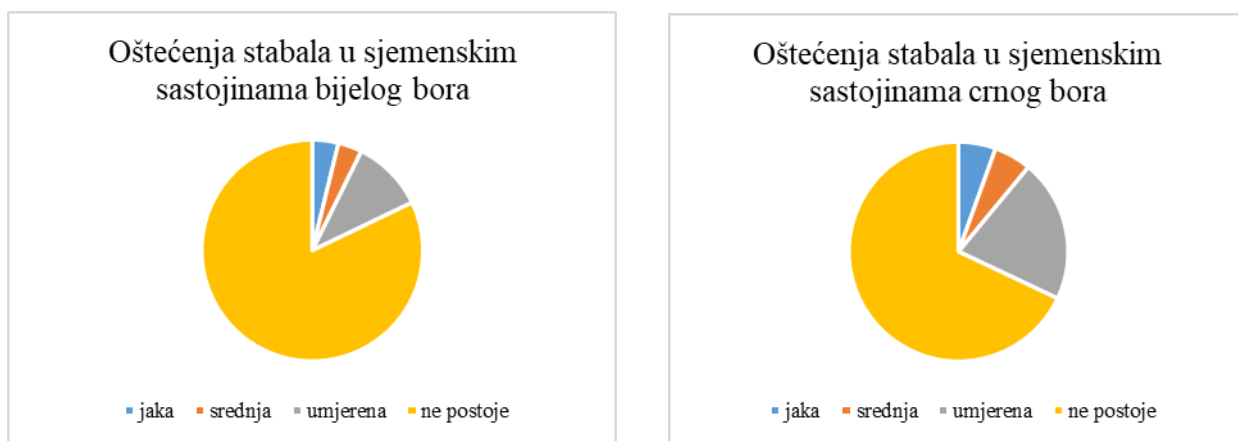 Oštećenja stabala u sjemenskim
sastojinama bijelog bora
jaka srednja umjerena ne postoje
Oštećenja stabala u sjemenskim
sastojinama crnog bora
jaka srednja umjerena ne postoje